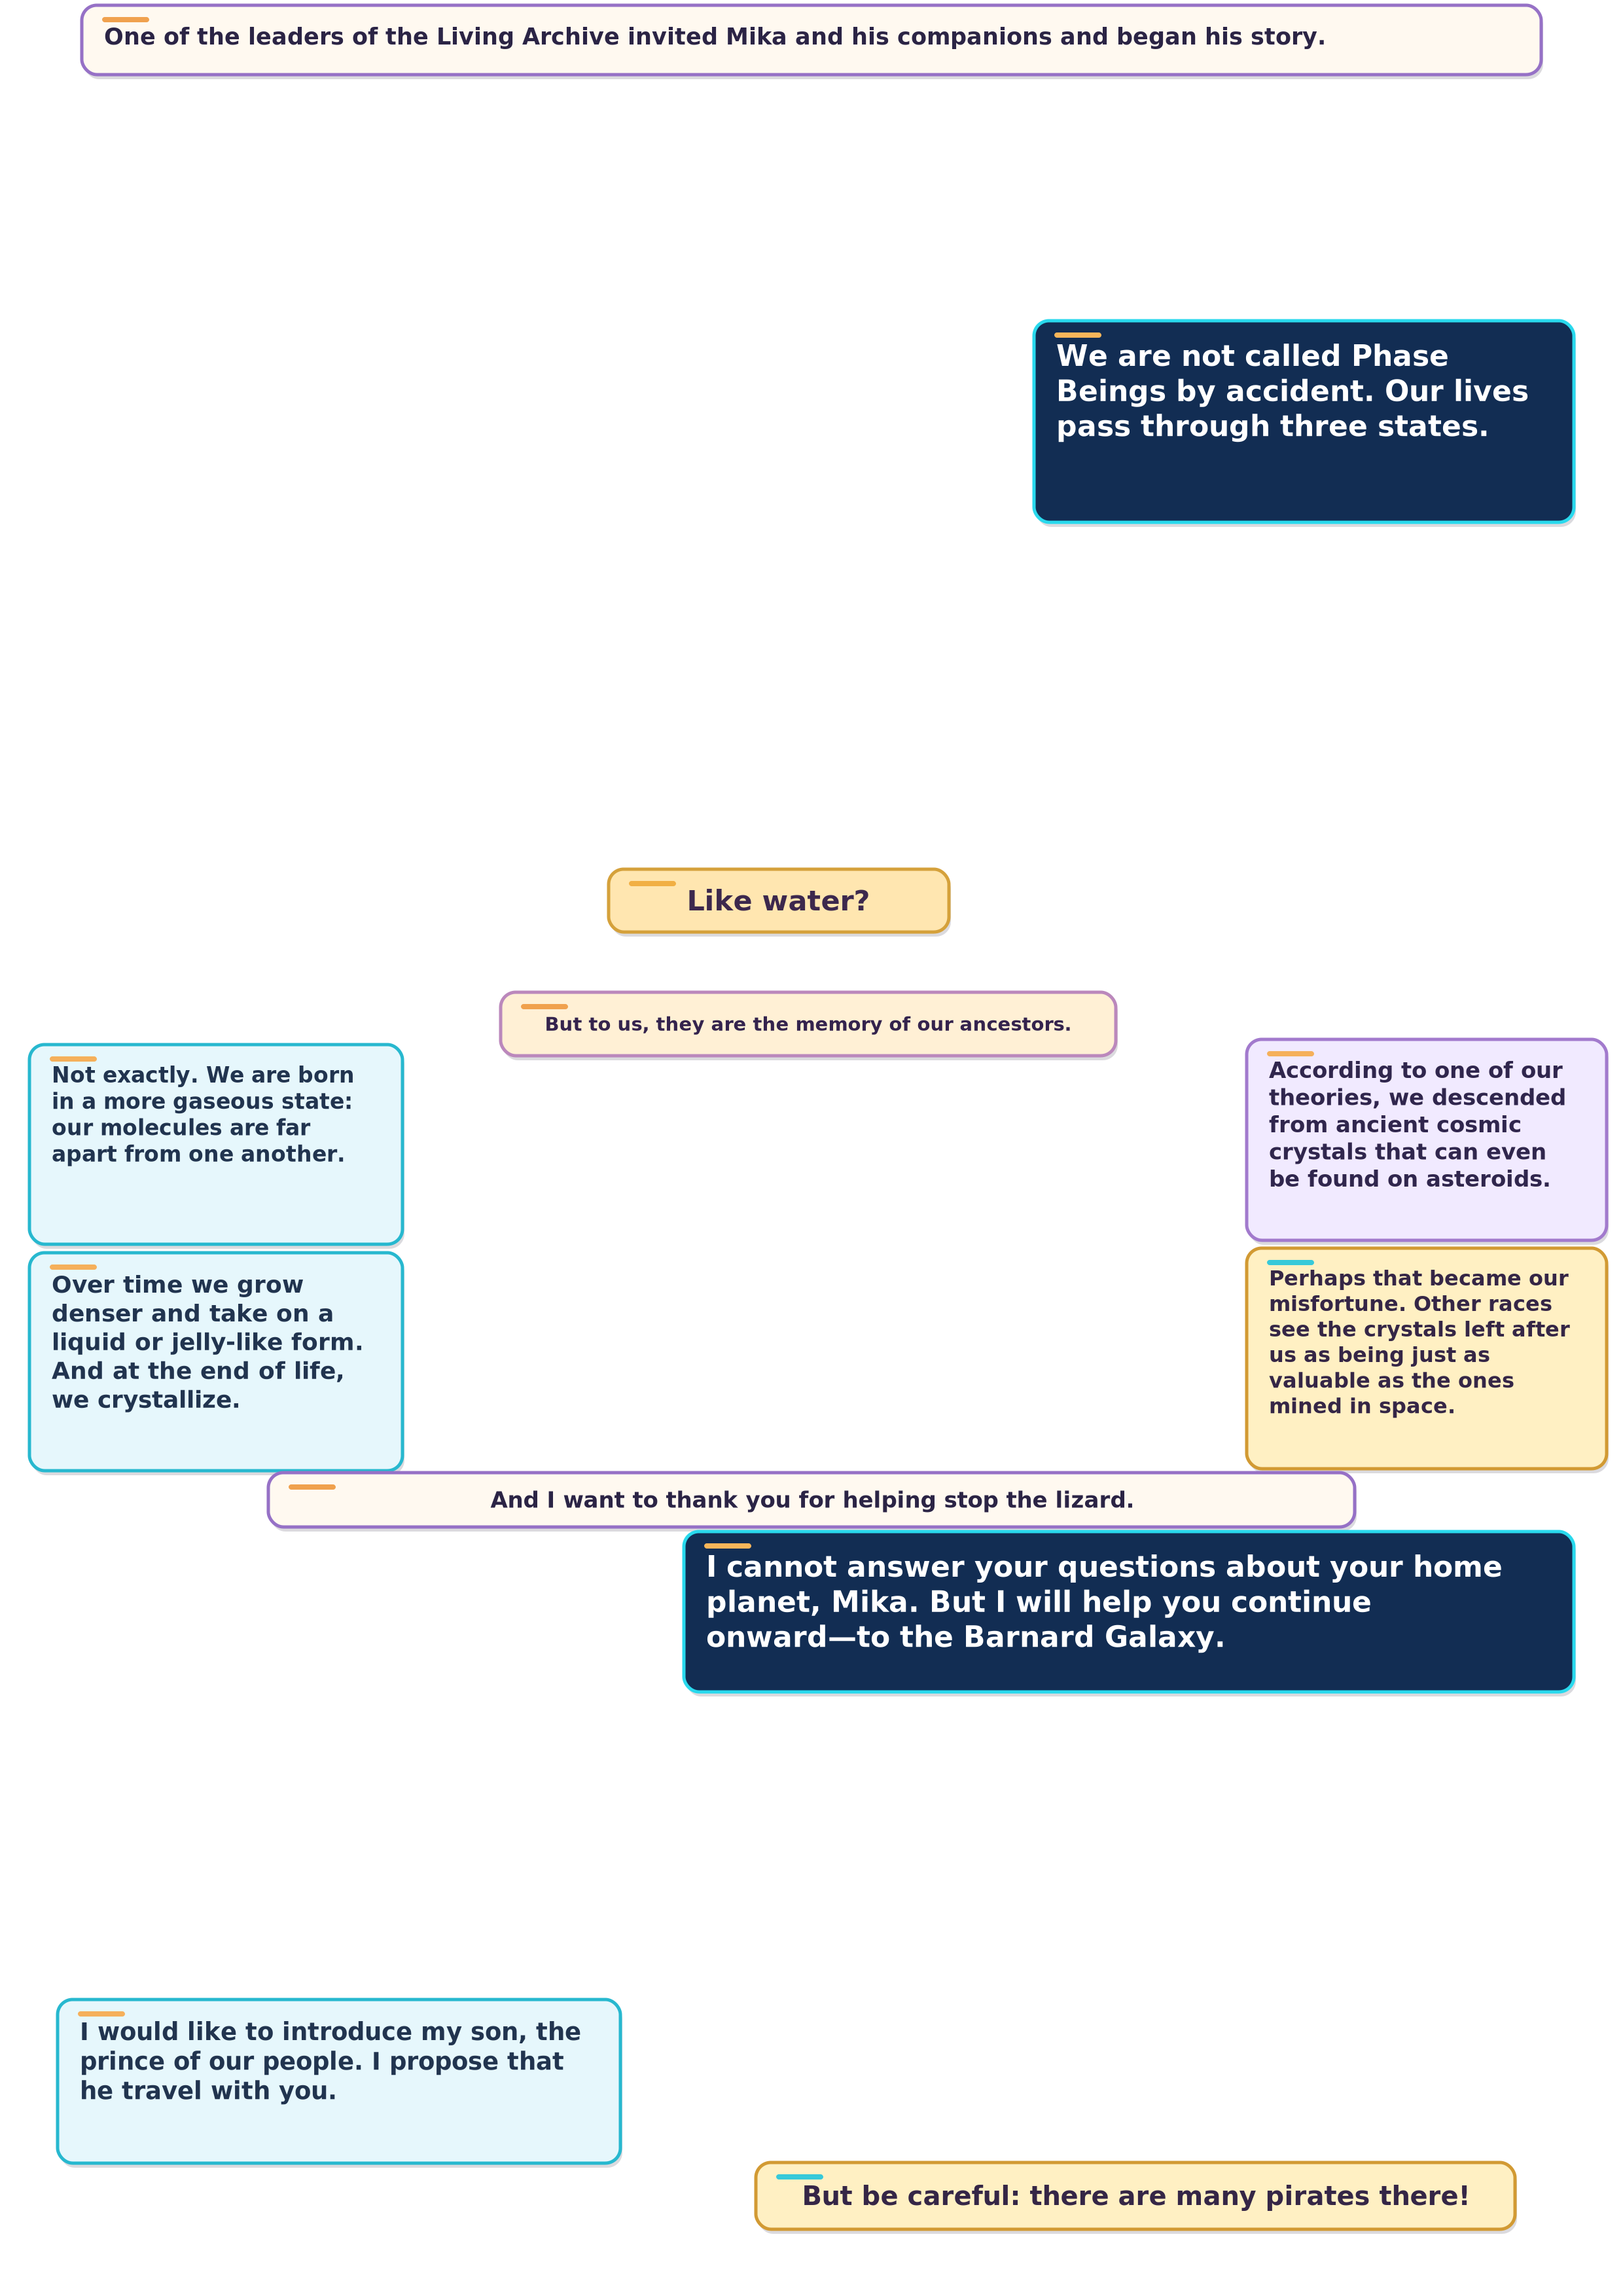 One of the leaders of the Living Archive invited Mika and his companions and began his story.
We are not called Phase
Beings by accident. Our lives
pass through three states.
Like water?
But to us, they are the memory of our ancestors.
Not exactly. We are born
in a more gaseous state:
our molecules are far
apart from one another.
Over time we grow
denser and take on a
liquid or jelly-like form.
And at the end of life,
we crystallize.
According to one of our
theories, we descended
from ancient cosmic
crystals that can even
be found on asteroids.
Perhaps that became our
misfortune. Other races
see the crystals left after
us as being just as
valuable as the ones
mined in space.
And I want to thank you for helping stop the lizard.
I cannot answer your questions about your home
planet, Mika. But I will help you continue
onward—to the Barnard Galaxy.
I would like to introduce my son, the
prince of our people. I propose that
he travel with you.
But be careful: there are many pirates there!